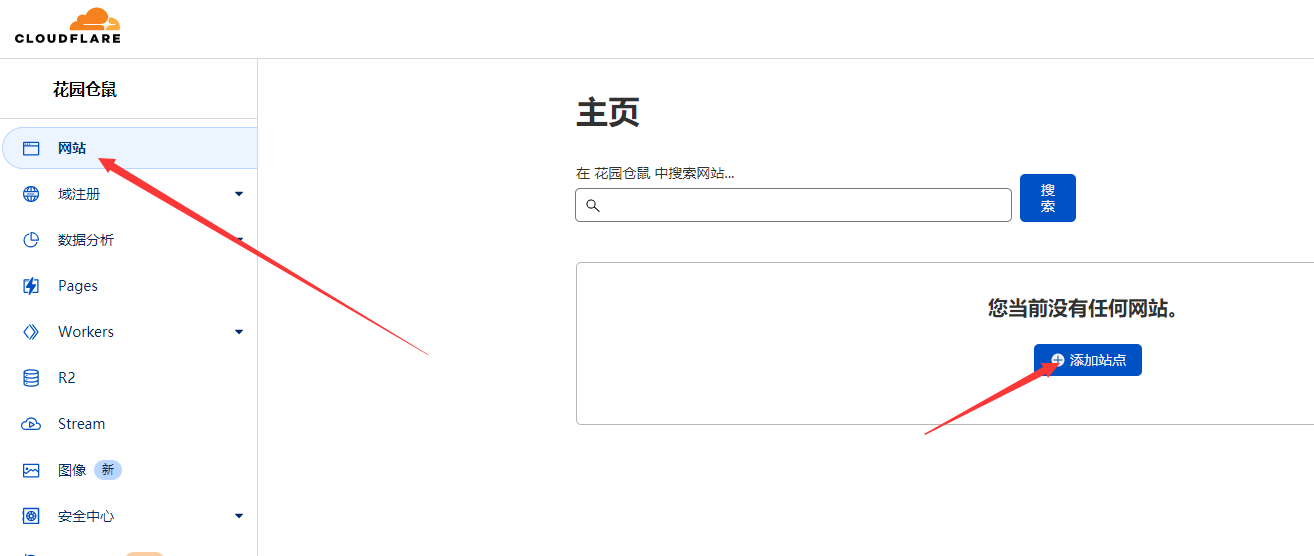 CLOUDFLARE
花园仓鼠
网站
域注册
数据分析
Pages
Workers
R2
Stream
图像 新
安全中心
主页
在 花园仓鼠 中搜索网站...
搜
索
您当前没有任何网站。
添加站点